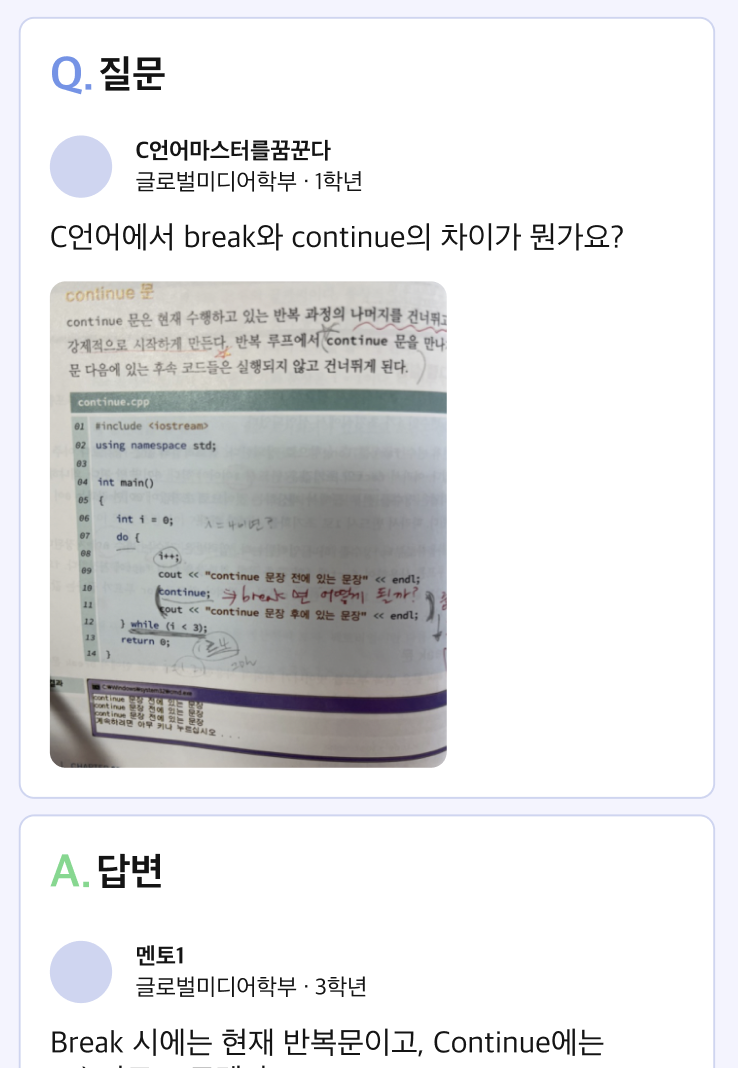 Q. 질문
C언어마스터를꿈꾼다
글로벌미디어학부 · 1학년
C언어에서 break와 continue의 차이가 뭔가요?
continue 문
continue 문은 현재 수행하고 있는 반복 과정의 나머지를 건너뛰고
강제적으로 시작하게 만든다. 반복 루프에서 continue 문을 만나
문 다음에 있는 후속 코드들은 실행되지 않고 건너뛰게 된다.
continue.cpp
01 #include <iostream>
02 using namespace std;
03
04 int main()
05 {
06 int i = 0;
07 do {
08 i++;
09 cout << "continue 문장 전에 있는 문장" << endl;
10 continue; → break 면 어떻게 될까?
11 cout << "continue 문장 후에 있는 문장" << endl;
12 } while (i < 3);
13 return 0;
14 }
결과
C:\Windows\system32\cmd.exe
continue 문장 전에 있는 문장
continue 문장 전에 있는 문장
continue 문장 전에 있는 문장
계속하려면 아무 키나 누르십시오 . . .
A. 답변
멘토1
글로벌미디어학부 · 3학년
Break 시에는 현재 반복문이고, Continue에는